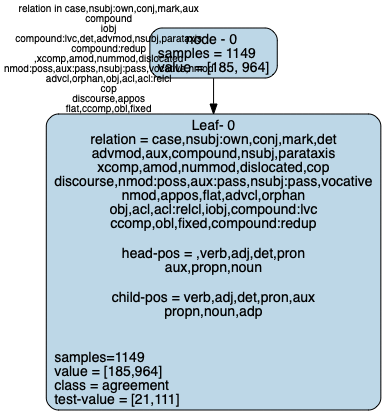 relation in case,nsubj:own,conj,mark,aux
compound
iobj
compound:lvc,det,advmod,nsubj,parataxis
compound:redup
,xcomp,amod,nummod,dislocated
nmod:poss,aux:pass,nsubj:pass,vocative,nmod
advcl,orphan,obj,acl,acl:relcl
cop
discourse,appos
flat,ccomp,obl,fixed
node - 0
samples = 1149
value = [185, 964]
Leaf- 0
relation = case,nsubj:own,conj,mark,det
advmod,aux,compound,nsubj,parataxis
xcomp,amod,nummod,dislocated,cop
discourse,nmod:poss,aux:pass,nsubj:pass,vocative
nmod,appos,flat,advcl,orphan
obj,acl,acl:relcl,iobj,compound:lvc
ccomp,obl,fixed,compound:redup
head-pos = ,verb,adj,det,pron
aux,propn,noun
child-pos = verb,adj,det,pron,aux
propn,noun,adp
samples=1149
value = [185,964]
class = agreement
test-value = [21,111]